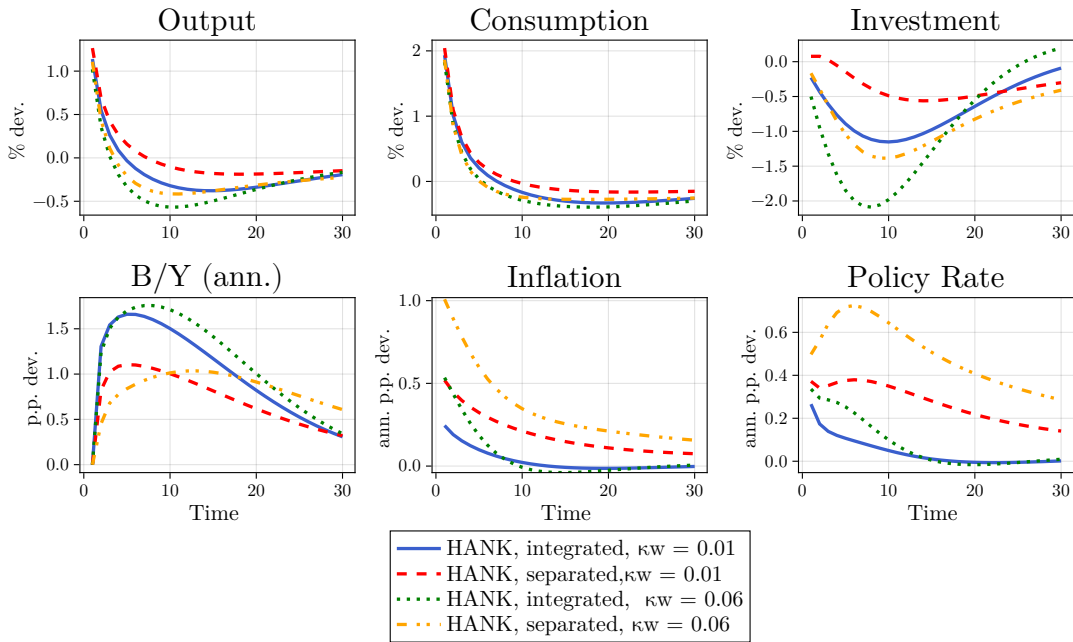 Output
Consumption
Investment
% dev.
1.0
0.5
0.0
−0.5
0
10
20
30
% dev.
2
1
0
0
10
20
30
% dev.
0.0
−0.5
−1.0
−1.5
−2.0
0
10
20
30
B/Y (ann.)
Inflation
Policy Rate
p.p. dev.
1.5
1.0
0.5
0.0
0
10
20
30
Time
ann. p.p. dev.
1.0
0.5
0.0
0
10
20
30
Time
ann. p.p. dev.
0.6
0.4
0.2
0.0
0
10
20
30
Time
HANK, integrated, κw = 0.01
HANK, separated,κw = 0.01
HANK, integrated,  κw = 0.06
HANK, separated, κw = 0.06